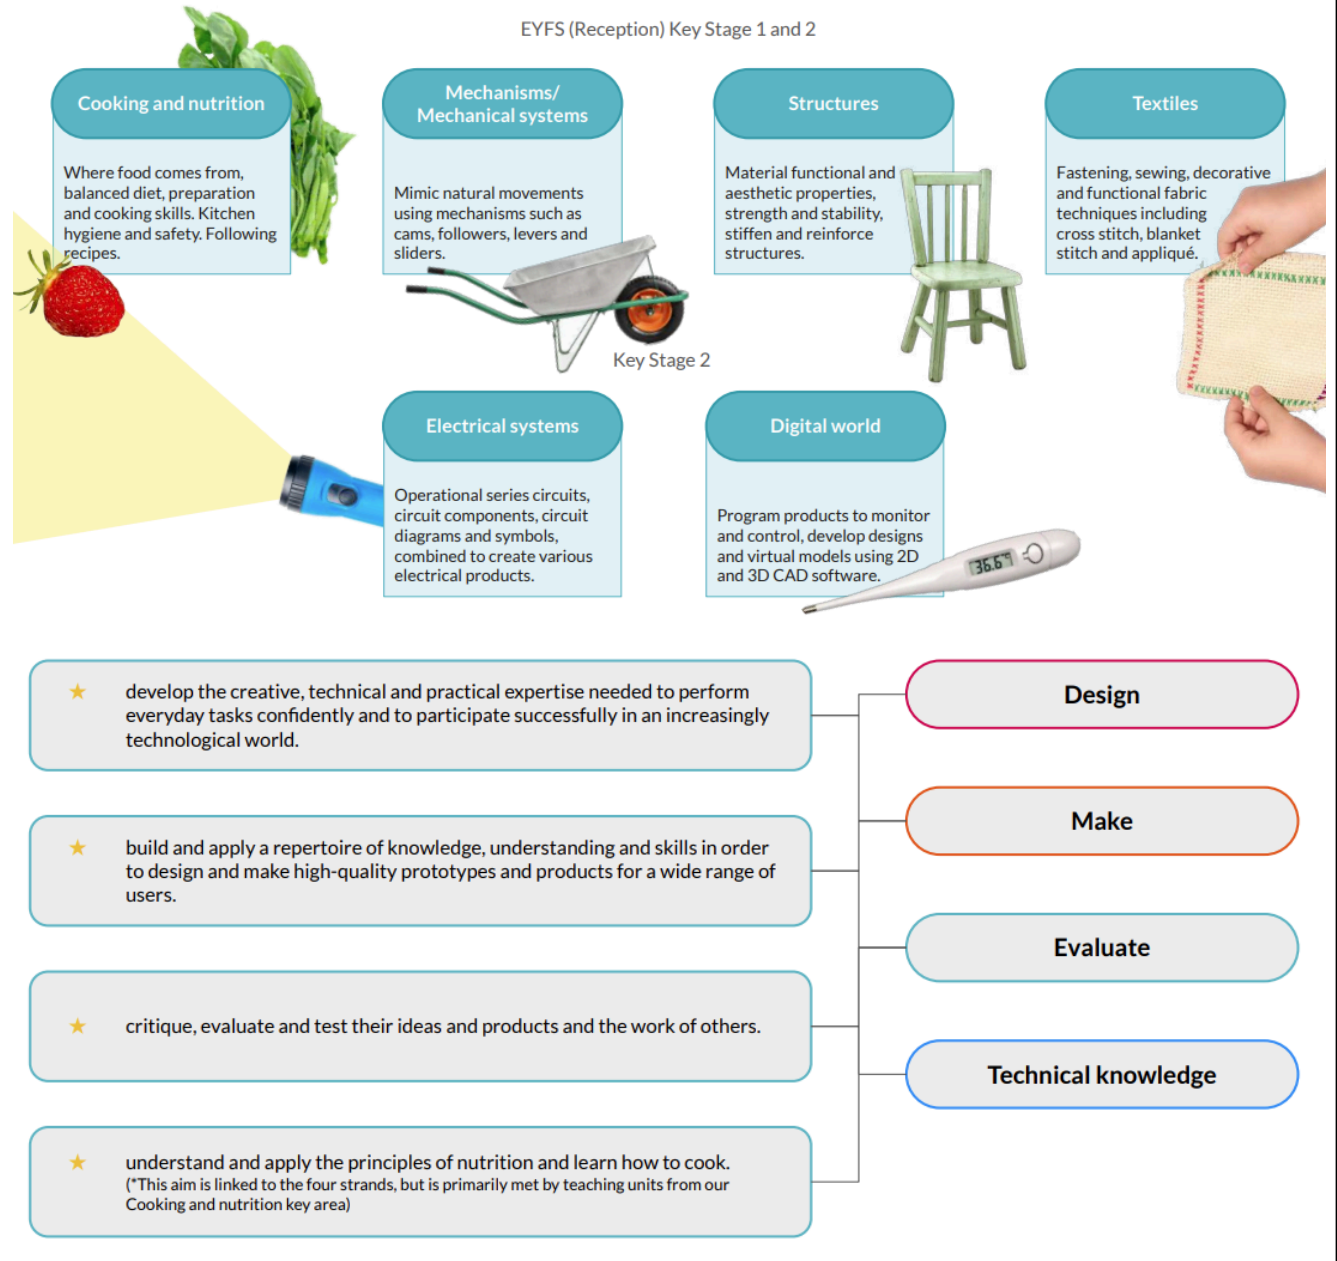 EYFS (Reception) Key Stage 1 and 2
Cooking and nutrition
Where food comes from,
balanced diet, preparation
and cooking skills. Kitchen
hygiene and safety. Following
recipes.
Mechanisms/
Mechanical systems
Mimic natural movements
using mechanisms such as
cams, followers, levers and
sliders.
Structures
Material functional and
aesthetic properties,
strength and stability,
stiffen and reinforce
structures.
Textiles
Fastening, sewing, decorative
and functional fabric
techniques including
cross stitch, blanket
stitch and appliqué.
Key Stage 2
Electrical systems
Operational series circuits,
circuit components, circuit
diagrams and symbols,
combined to create various
electrical products.
Digital world
Program products to monitor
and control, develop designs
and virtual models using 2D
and 3D CAD software.
36.6°C
★ develop the creative, technical and practical expertise needed to perform
everyday tasks confidently and to participate successfully in an increasingly
technological world.
★ build and apply a repertoire of knowledge, understanding and skills in order
to design and make high-quality prototypes and products for a wide range of
users.
★ critique, evaluate and test their ideas and products and the work of others.
★ understand and apply the principles of nutrition and learn how to cook.
(*This aim is linked to the four strands, but is primarily met by teaching units from our
Cooking and nutrition key area)
Design
Make
Evaluate
Technical knowledge